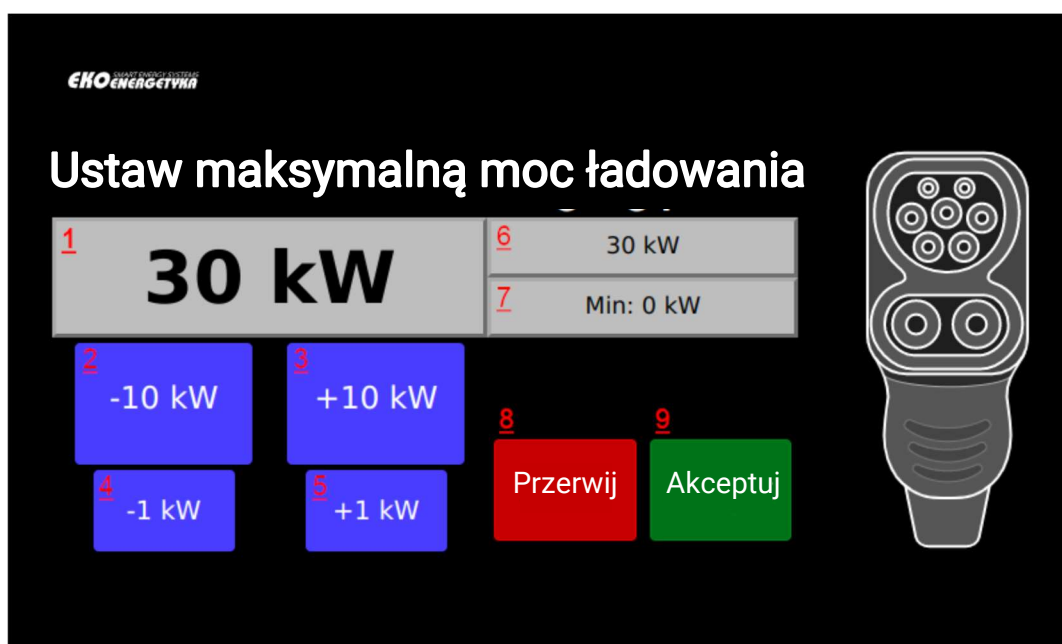 EKO SMART ENERGY SYSTEMS
ENERGETYKA
Ustaw maksymalną moc ładowania
1
30 kW
6
30 kW
7
Min: 0 kW
2
-10 kW
3
+10 kW
8
Przerwij
9
Akceptuj
4
-1 kW
5
+1 kW